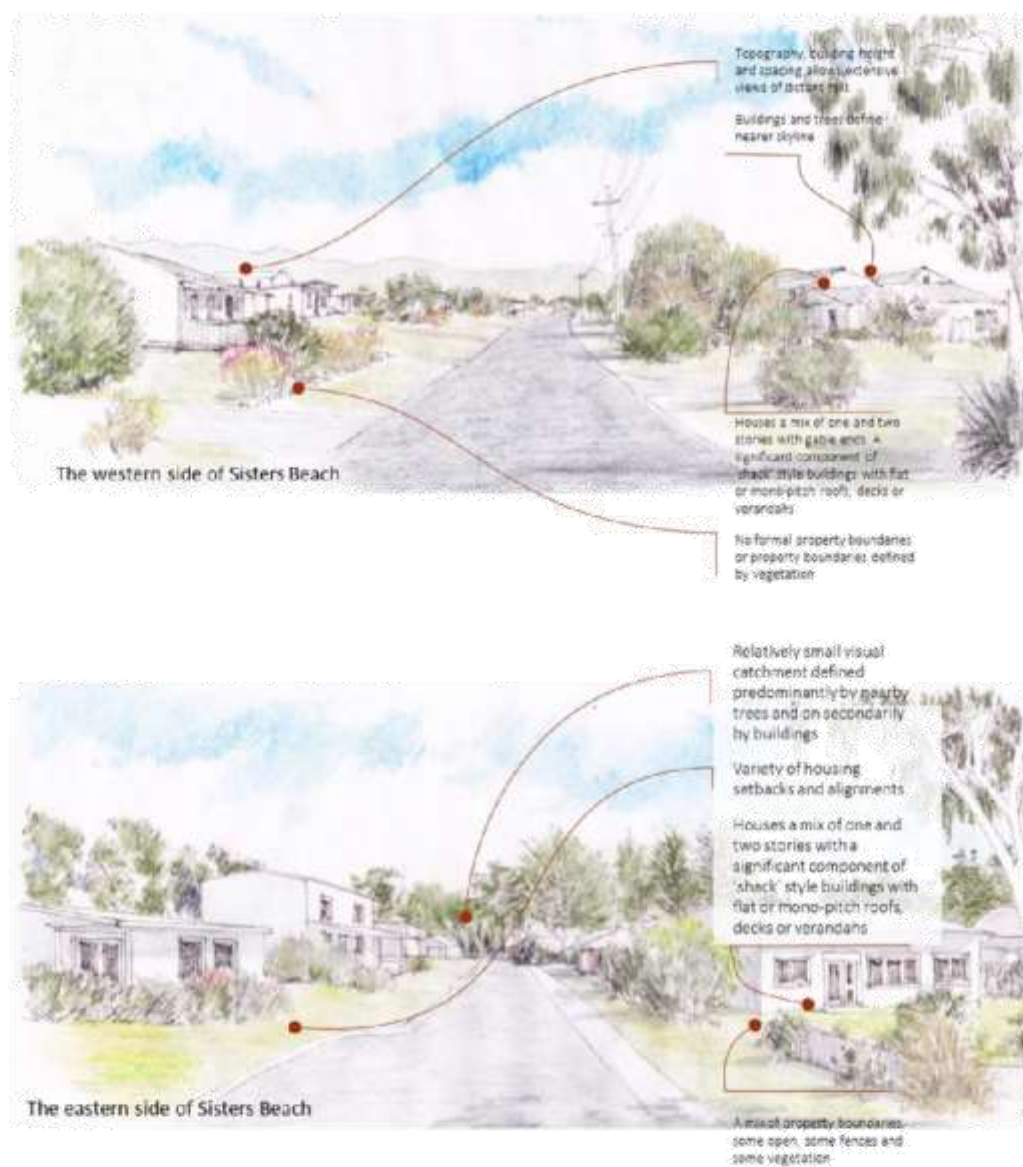 Topography, building height
and spacing allows extensive
views of distant hills
Buildings and trees define
nearer skyline
Houses a mix of one and two
stories with gable ends. A
significant component of
'shack' style buildings with flat
or mono-pitch roofs, decks or
verandahs
The western side of Sisters Beach
No formal property boundaries
or property boundaries defined
by vegetation
Relatively small visual
catchment defined
predominantly by nearby
trees and on secondarily
by buildings
Variety of housing
setbacks and alignments
Houses a mix of one and
two stories with a
significant component of
'shack' style buildings with
flat or mono-pitch roofs,
decks or verandahs
The eastern side of Sisters Beach
A mix of property boundaries,
some open, some fences and
some vegetation